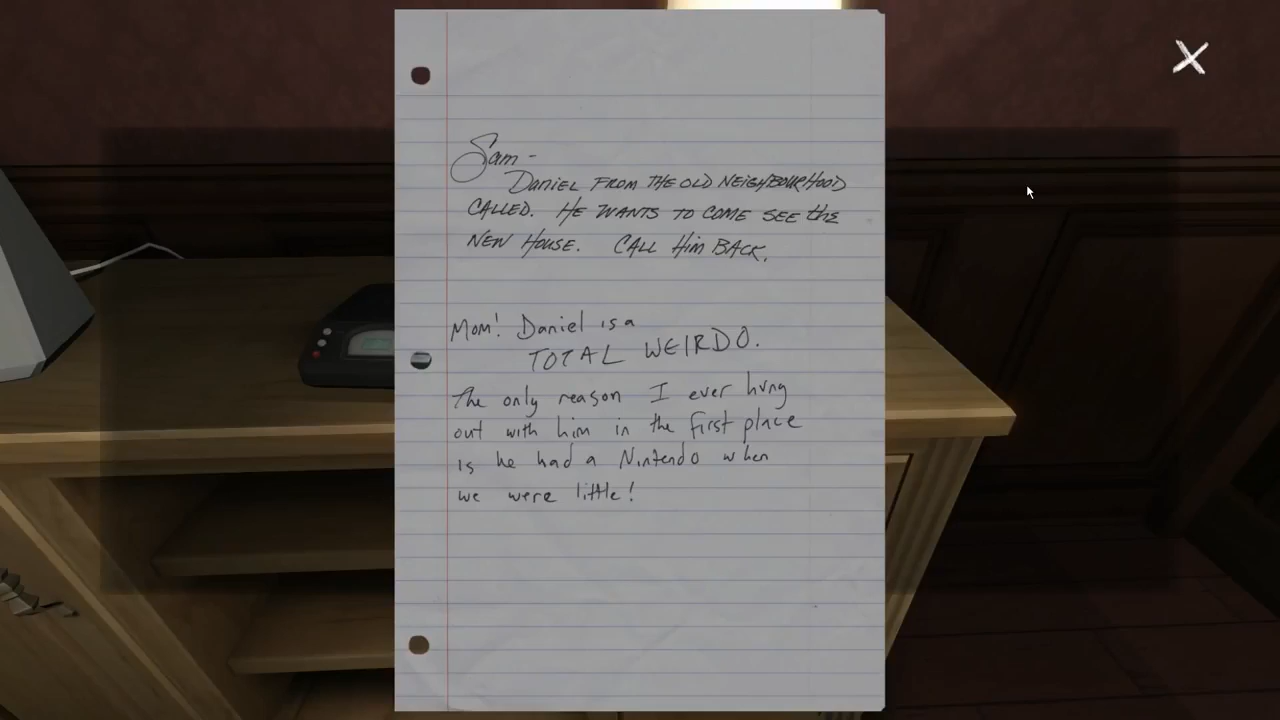 Sam -
DANIEL FROM THE OLD NEIGHBOURHOOD
CALLED. HE WANTS TO COME SEE the
NEW HOUSE. CALL HIM BACK.
Mom! Daniel is a
TOTAL WEIRDO.
The only reason I ever hung
out with him in the first place
is he had a Nintendo when
we were little!